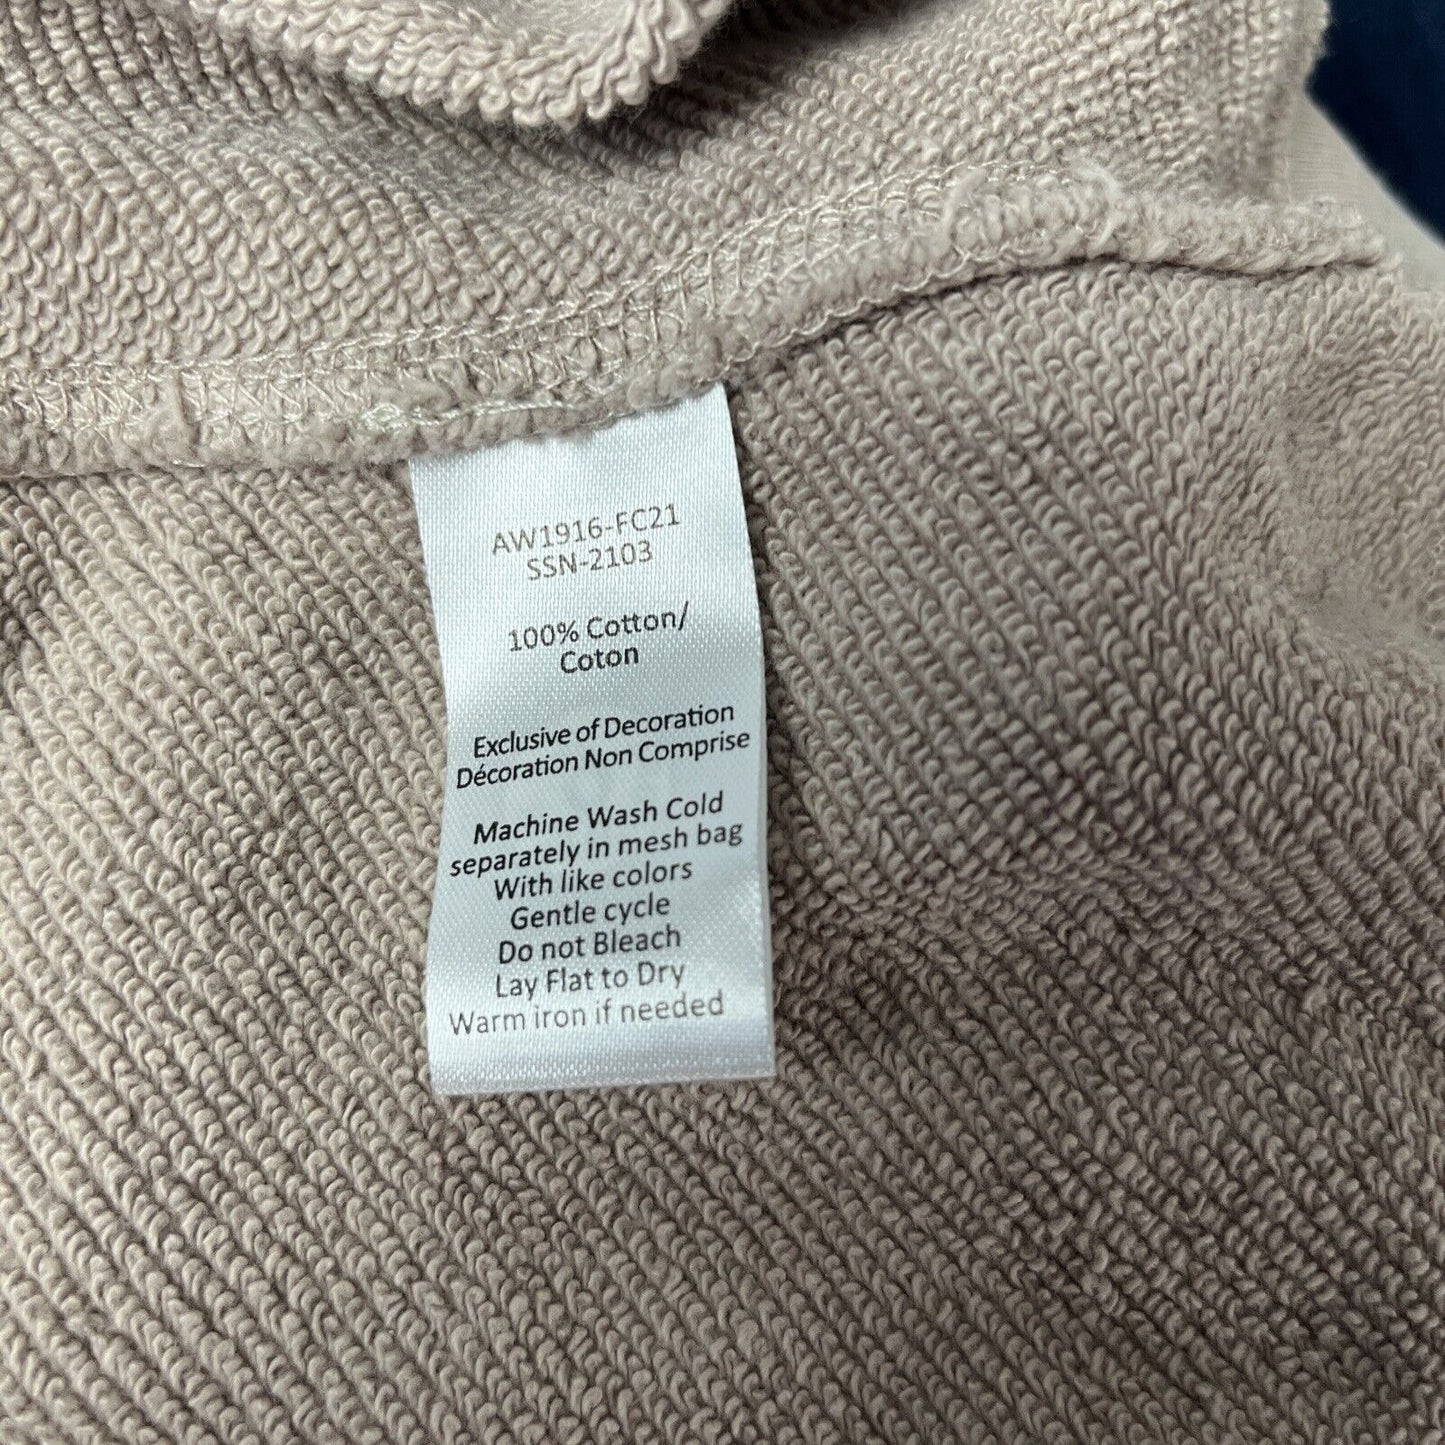 AW1916-FC21
SSN-2103
100% Cotton/
Coton
Exclusive of Decoration
Décoration Non Comprise
Machine Wash Cold
separately in mesh bag
With like colors
Gentle cycle
Do not Bleach
Lay Flat to Dry
Warm iron if needed